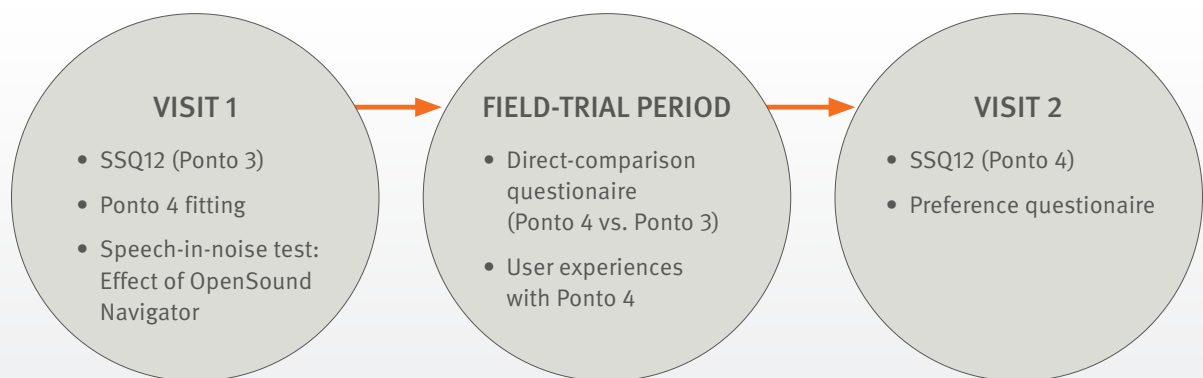 VISIT 1
• SSQ12 (Ponto 3)
• Ponto 4 fitting
• Speech-in-noise test:
Effect of OpenSound
Navigator
FIELD-TRIAL PERIOD
• Direct-comparison
questionaire
(Ponto 4 vs. Ponto 3)
• User experiences
with Ponto 4
VISIT 2
• SSQ12 (Ponto 4)
• Preference questionaire